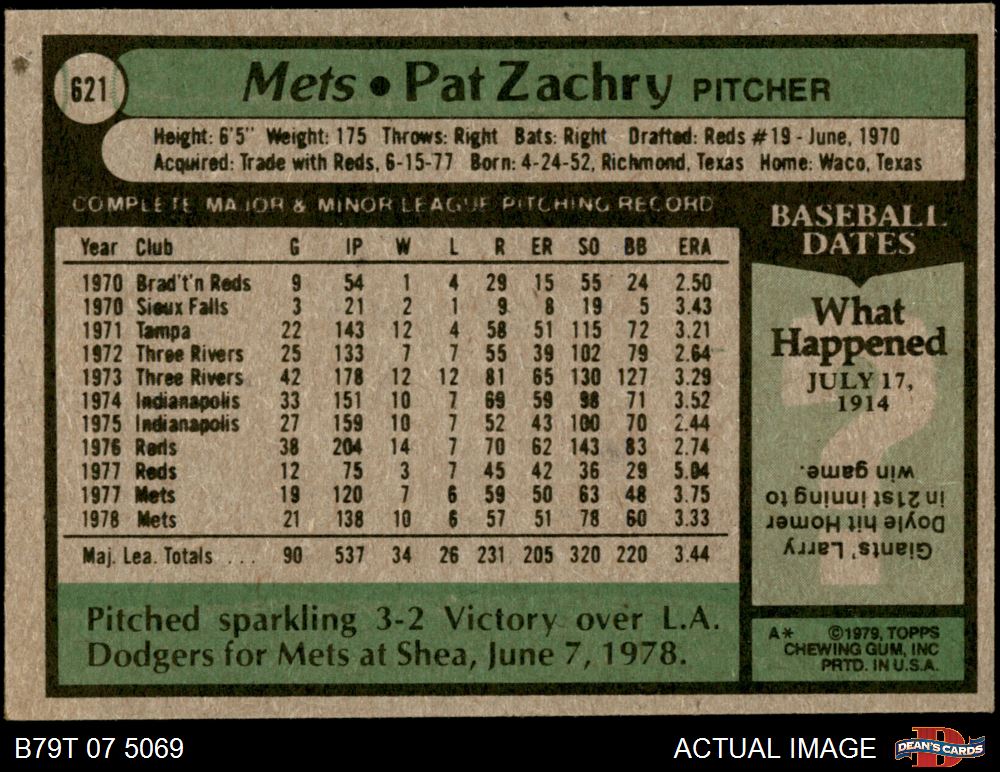 621
Mets • Pat Zachry PITCHER
Height: 6'5" Weight: 175 Throws: Right Bats: Right Drafted: Reds #19 - June, 1970
Acquired: Trade with Reds, 6-15-77 Born: 4-24-52, Richmond, Texas Home: Waco, Texas
COMPLETE MAJOR & MINOR LEAGUE PITCHING RECORD
Year Club G IP W L R ER SO BB ERA
1970 Brad't'n Reds 9 54 1 4 29 15 55 24 2.50
1970 Sioux Falls 3 21 2 1 9 8 19 5 3.43
1971 Tampa 22 143 12 4 58 51 115 72 3.21
1972 Three Rivers 25 133 7 7 55 39 102 79 2.64
1973 Three Rivers 42 178 12 12 81 65 130 127 3.29
1974 Indianapolis 33 151 10 7 69 59 98 71 3.52
1975 Indianapolis 27 159 10 7 52 43 100 70 2.44
1976 Reds 38 204 14 7 70 62 143 83 2.74
1977 Reds 12 75 3 7 45 42 36 29 5.04
1977 Mets 19 120 7 6 59 50 63 48 3.75
1978 Mets 21 138 10 6 57 51 78 60 3.33
Maj. Lea. Totals ... 90 537 34 26 231 205 320 220 3.44
Pitched sparkling 3-2 Victory over L.A.
Dodgers for Mets at Shea, June 7, 1978.
BASEBALL
DATES
What
Happened
JULY 17,
1914
?
Giants' Larry
Doyle hit Homer
in 21st inning to
win game.
A* ©1979, TOPPS
CHEWING GUM, INC
PRTD. IN U.S.A.
B79T 07 5069
ACTUAL IMAGE
D
DEAN'S CARDS